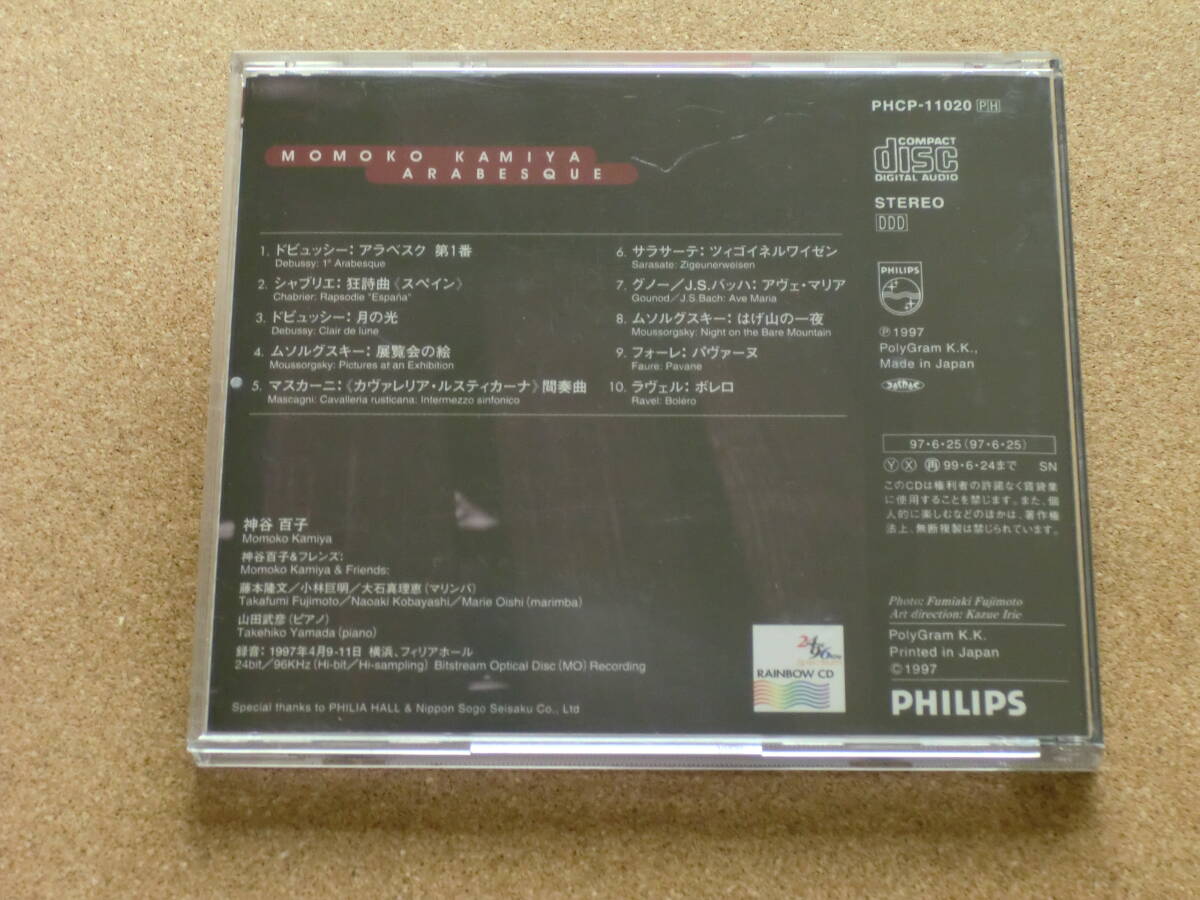 PHCP-11020 PH
COMPACT
disc
DIGITAL AUDIO
STEREO
DDD
PHILIPS
Ⓟ1997
PolyGram K.K.,
Made in Japan
MOMOKO KAMIYA
ARABESQUE
1. ドビュッシー: アラベスク 第1番
Debussy: 1e Arabesque
2. シャブリエ: 狂詩曲《スペイン》
Chabrier: Rapsodie "España"
3. ドビュッシー: 月の光
Debussy: Clair de lune
4. ムソルグスキー: 展覧会の絵
Moussorgsky: Pictures at an Exhibition
5. マスカーニ:《カヴァレリア・ルスティカーナ》間奏曲
Mascagni: Cavalleria rusticana: Intermezzo sinfonico
6. サラサーテ: ツィゴイネルワイゼン
Sarasate: Zigeunerweisen
7. グノー/J.S.バッハ: アヴェ・マリア
Gounod/J.S.Bach: Ave Maria
8. ムソルグスキー: はげ山の一夜
Moussorgsky: Night on the Bare Mountain
9. フォーレ: パヴァーヌ
Faure: Pavane
10. ラヴェル: ボレロ
Ravel: Boléro
97・6・25(97・6・25)
Ⓨ Ⓧ 再 99・6・24まで SN
このCDは権利者の許諾なく賃貸業
に使用することを禁じます。また、個
人的に楽しむなどのほかは、著作権
法上、無断複製は禁じられています。
神谷 百子
Momoko Kamiya
神谷百子&フレンズ:
Momoko Kamiya & Friends:
藤本隆文/小林巨明/大石真理恵(マリンバ)
Takafumi Fujimoto/Naoaki Kobayashi/Marie Oishi (marimba)
山田武彦(ピアノ)
Takehiko Yamada (piano)
録音: 1997年4月9-11日 横浜、フィリアホール
24bit/96KHz (Hi-bit/Hi-sampling) Bitstream Optical Disc (MO) Recording
Special thanks to PHILIA HALL & Nippon Sogo Seisaku Co., Ltd
24
96
RAINBOW CD
Photo: Fumiaki Fujimoto
Art direction: Kazue Irie
PolyGram K.K.
Printed in Japan
©1997
PHILIPS